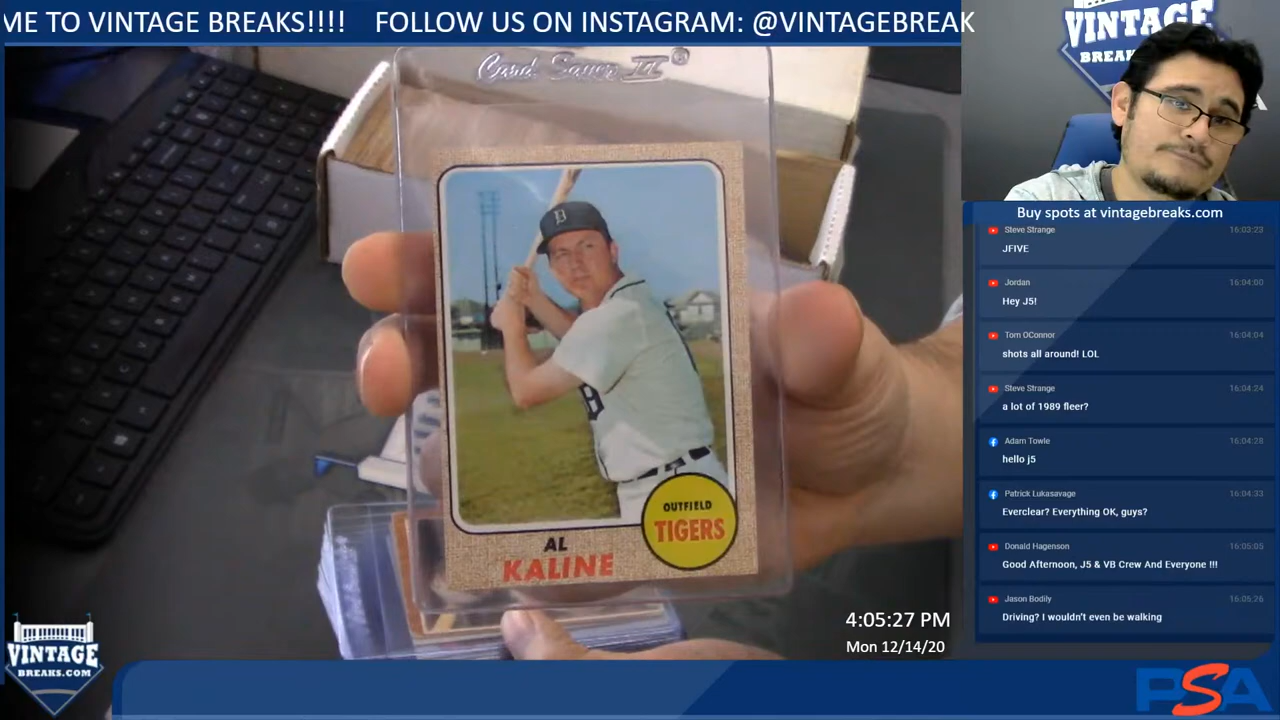 ME TO VINTAGE BREAKS!!!! FOLLOW US ON INSTAGRAM: @VINTAGEBREAK
Card Saver II®
VINTAGE
BREAK
B
AL
KALINE
OUTFIELD
TIGERS
Buy spots at vintagebreaks.com
Steve Strange 16:03:23
JFIVE
Jordan 16:04:00
Hey J5!
Tom OConnor 16:04:04
shots all around! LOL
Steve Strange 16:04:24
a lot of 1989 fleer?
Adam Towle 16:04:28
hello j5
Patrick Lukasavage 16:04:33
Everclear? Everything OK, guys?
Donald Hagenson 16:05:05
Good Afternoon, J5 & VB Crew And Everyone !!!
Jason Bodily 16:05:26
Driving? I wouldn't even be walking
4:05:27 PM
Mon 12/14/20
VINTAGE
BREAKS.COM
PSA